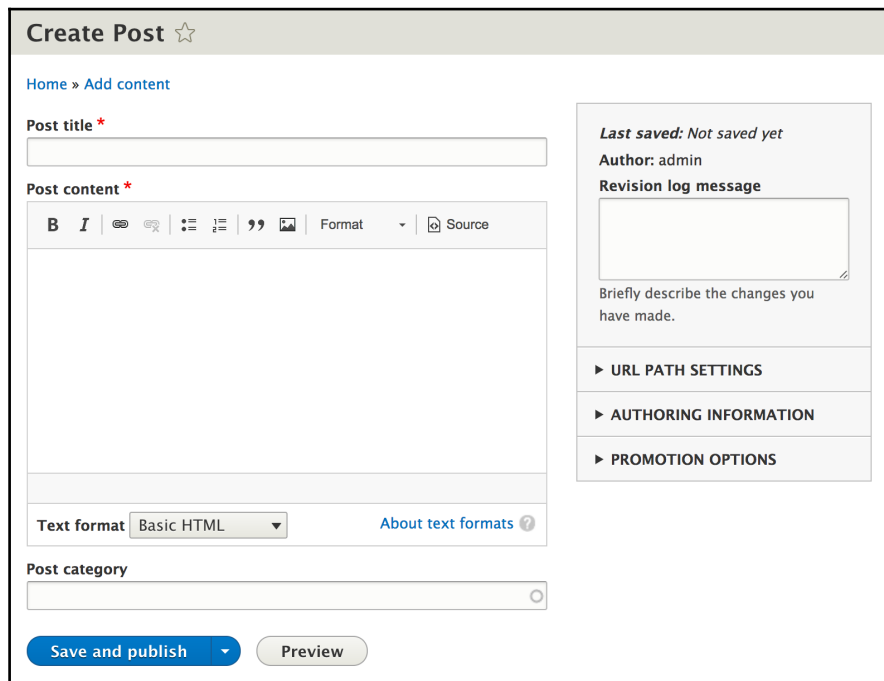 Create Post
Home » Add content
Post title *
Post content *
B I Format Source
Text format Basic HTML About text formats ?
Post category
Save and publish Preview
Last saved: Not saved yet
Author: admin
Revision log message
Briefly describe the changes you
have made.
URL PATH SETTINGS
AUTHORING INFORMATION
PROMOTION OPTIONS